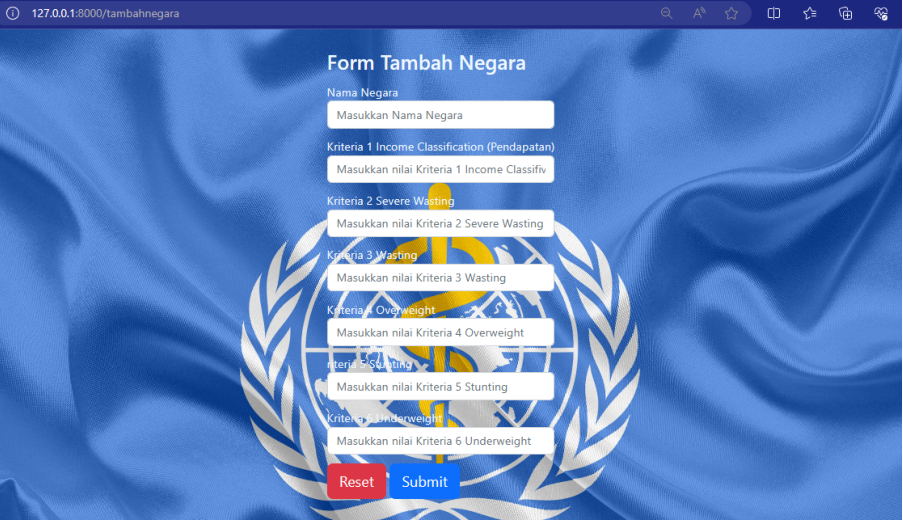 127.0.0.1:8000/tambahnegara
Form Tambah Negara
Nama Negara
Masukkan Nama Negara
Kriteria 1 Income Classification (Pendapatan)
Masukkan nilai Kriteria 1 Income Classifiv
Kriteria 2 Severe Wasting
Masukkan nilai Kriteria 2 Severe Wasting
Kriteria 3 Wasting
Masukkan nilai Kriteria 3 Wasting
Kriteria 4 Overweight
Masukkan nilai Kriteria 4 Overweight
riteria 5 Stunting
Masukkan nilai Kriteria 5 Stunting
Kriteria 6 Underweight
Masukkan nilai Kriteria 6 Underweight
Reset Submit